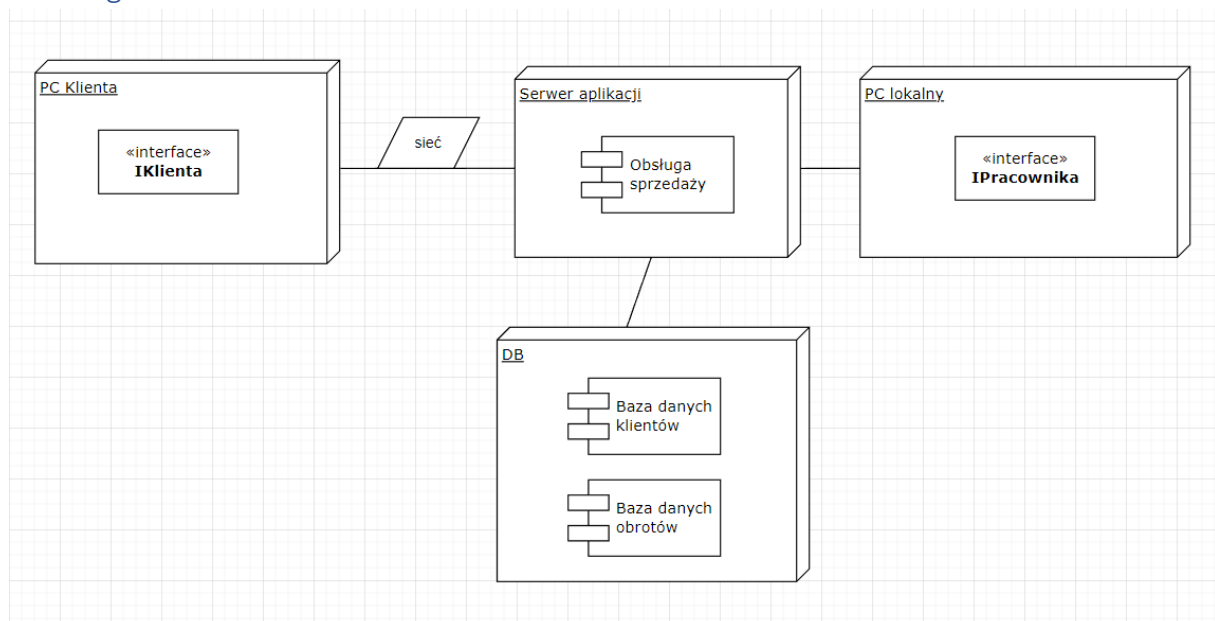 PC Klienta
«interface»
IKlienta
sieć
Serwer aplikacji
Obsługa
sprzedaży
PC lokalny
«interface»
IPracownika
DB
Baza danych
klientów
Baza danych
obrotów